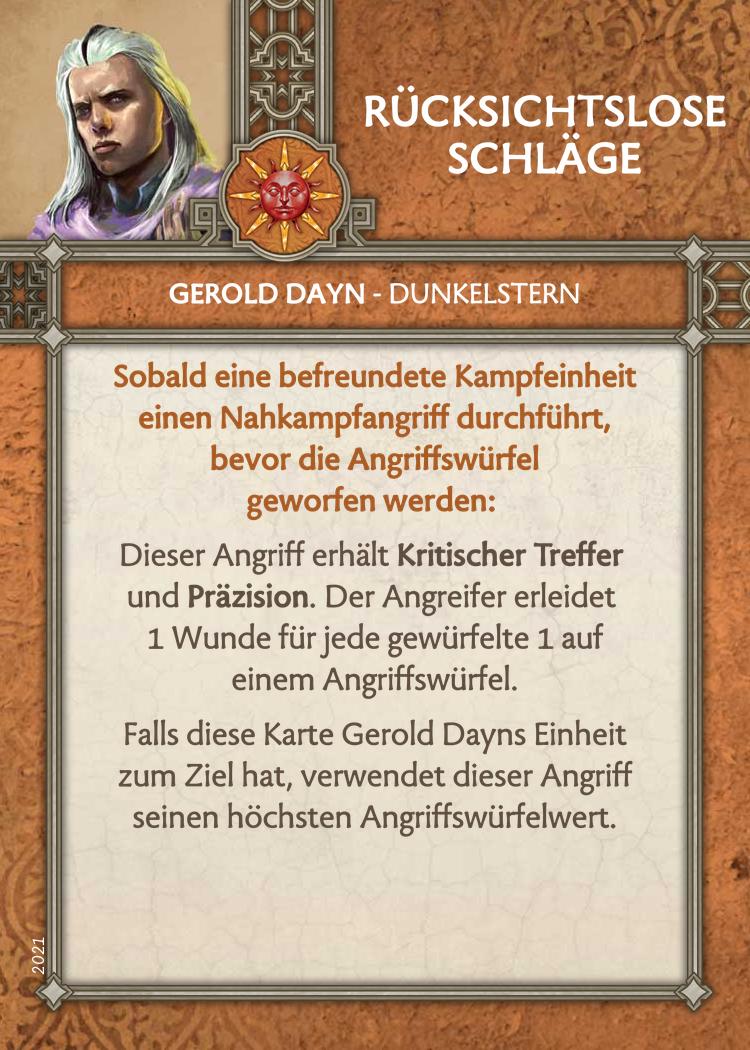 RÜCKSICHTSLOSE
SCHLÄGE
GEROLD DAYN - DUNKELSTERN
Sobald eine befreundete Kampfeinheit
einen Nahkampfangriff durchführt,
bevor die Angriffswürfel
geworfen werden:
Dieser Angriff erhält Kritischer Treffer
und Präzision. Der Angreifer erleidet
1 Wunde für jede gewürfelte 1 auf
einem Angriffswürfel.
Falls diese Karte Gerold Dayns Einheit
zum Ziel hat, verwendet dieser Angriff
seinen höchsten Angriffswürfelwert.
2021